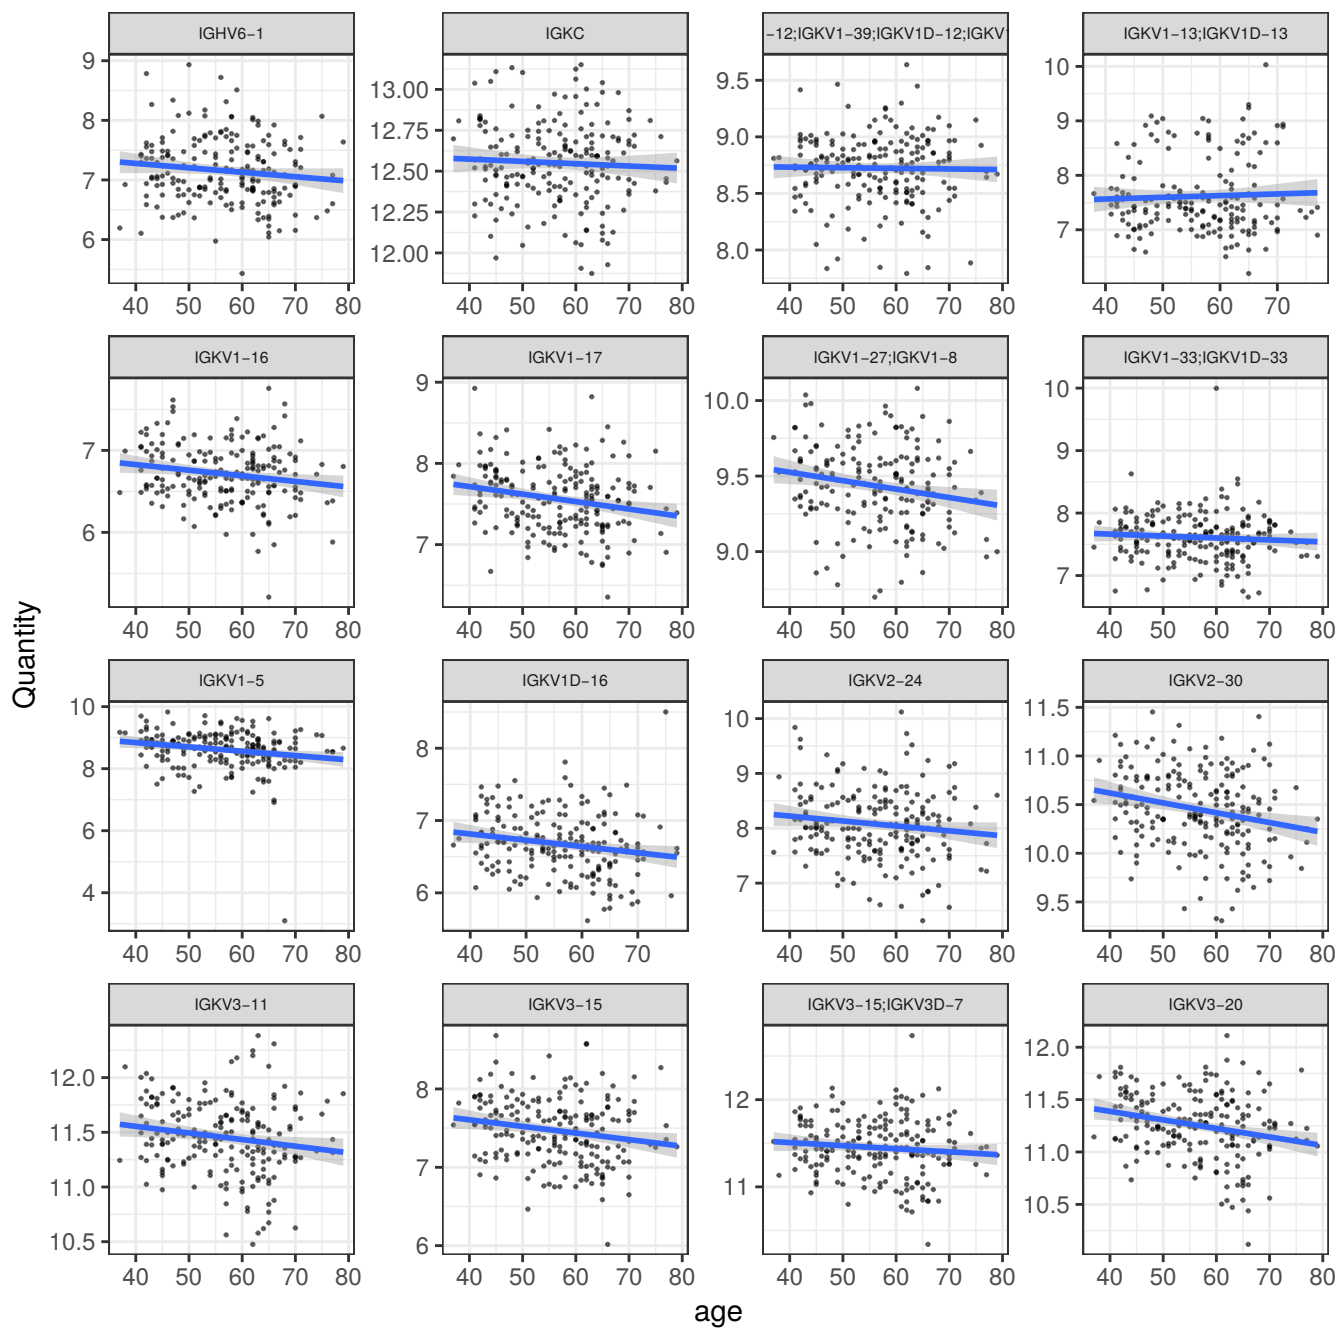 IGHV6−1 IGKC −12;IGKV1−39;IGKV1D−12;IGKV IGKV1−13;IGKV1D−13
9 8 7 6
13.00 12.75 12.50 12.25 12.00
9.5 9.0 8.5 8.0
10 9 8 7
40 50 60 70 80 40 50 60 70 80 40 50 60 70 80 40 50 60 70
IGKV1−16 IGKV1−17 IGKV1−27;IGKV1−8 IGKV1−33;IGKV1D−33
7 6
9 8 7
10.0 9.5 9.0
10 9 8 7
40 50 60 70 80 40 50 60 70 80 40 50 60 70 80 40 50 60 70 80
Quantity
IGKV1−5 IGKV1D−16 IGKV2−24 IGKV2−30
10 8 6 4
8 7 6
10 9 8 7
11.5 11.0 10.5 10.0 9.5
40 50 60 70 80 40 50 60 70 40 50 60 70 80 40 50 60 70 80
IGKV3−11 IGKV3−15 IGKV3−15;IGKV3D−7 IGKV3−20
12.0 11.5 11.0 10.5
8 7 6
12 11
12.0 11.5 11.0 10.5
40 50 60 70 80 40 50 60 70 80 40 50 60 70 80 40 50 60 70 80
age